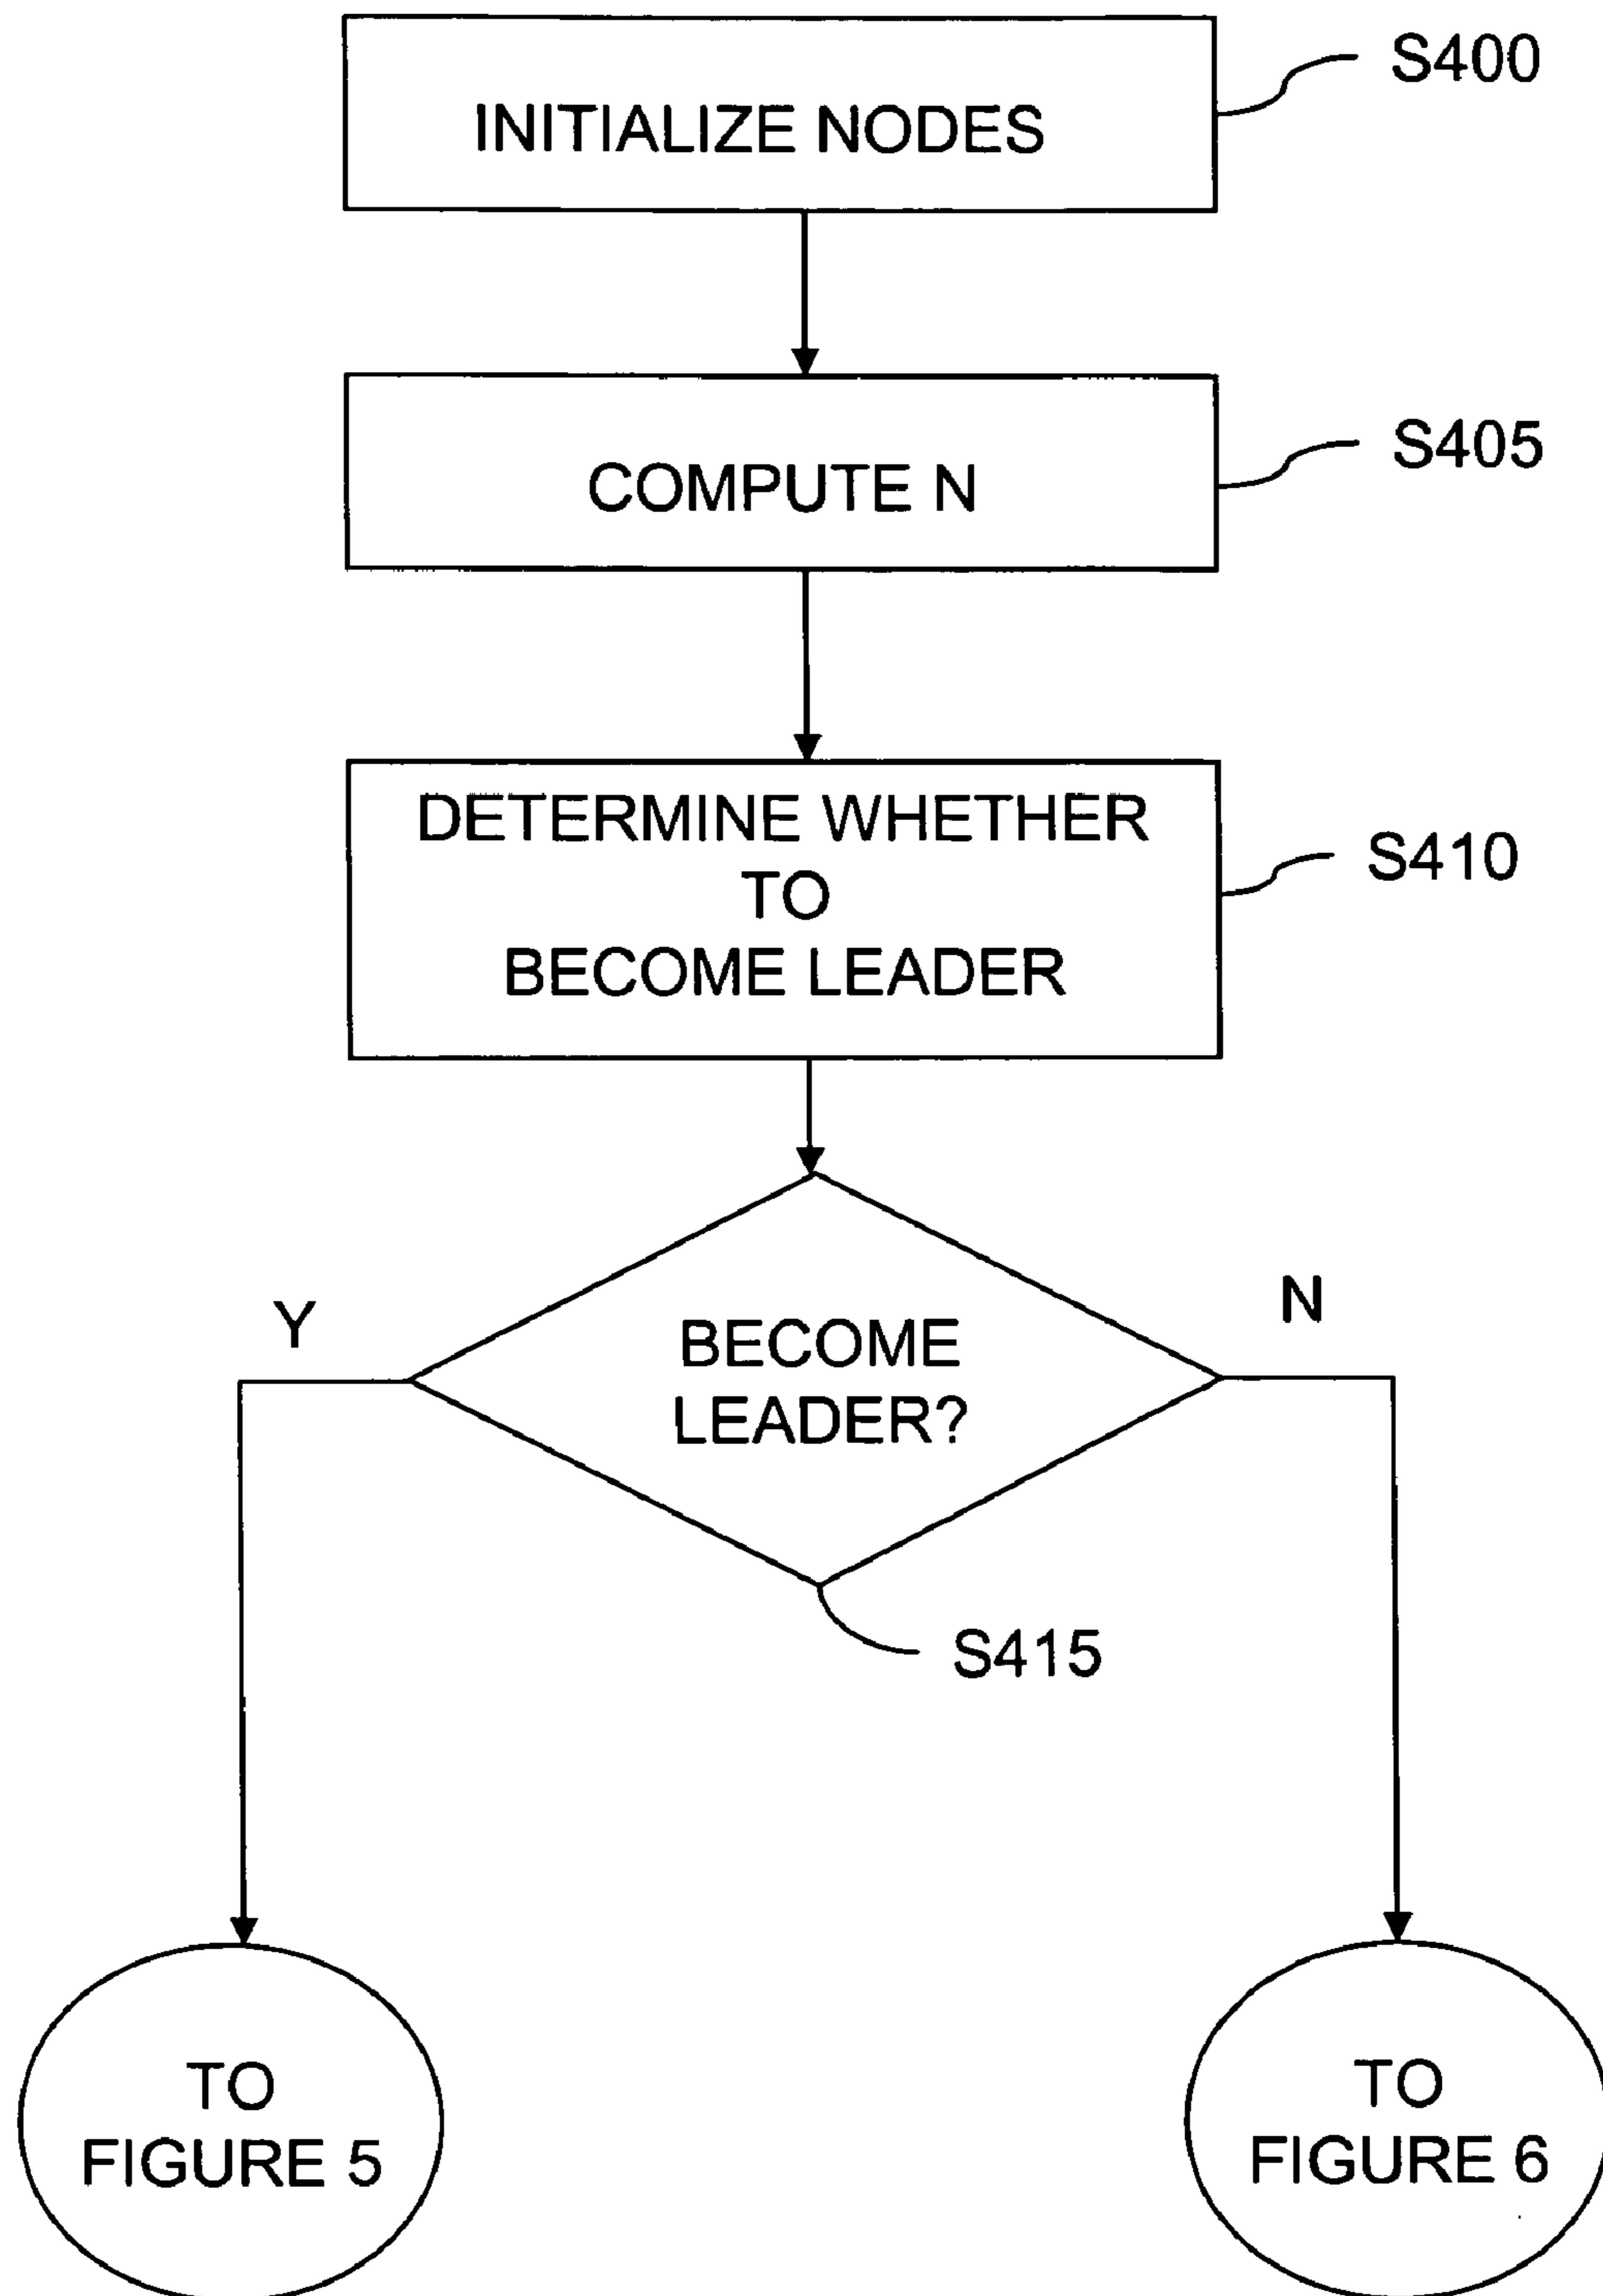 INITIALIZE NODES
S400
COMPUTE N
S405
DETERMINE WHETHER
TO
BECOME LEADER
S410
BECOME
LEADER?
Y
N
S415
TO
FIGURE 5
TO
FIGURE 6